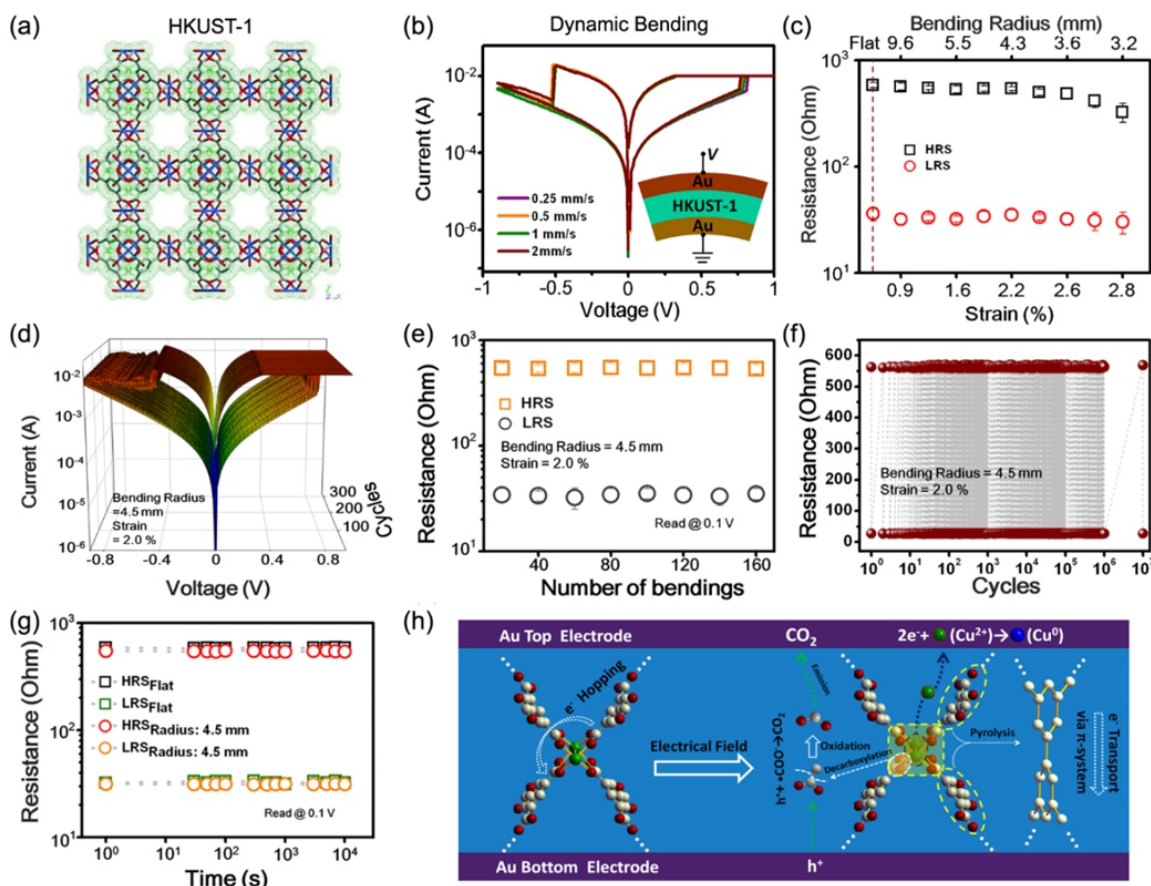 (a)
HKUST-1
(b)
Dynamic Bending
Current (A)
10⁻²
10⁻⁴
10⁻⁶
0.25 mm/s
0.5 mm/s
1 mm/s
2mm/s
V
Au
HKUST-1
Au
-0.5
0
0.5
1
Voltage (V)
(c)
Bending Radius (mm)
Flat 9.6 5.5 4.3 3.6 3.2
Resistance (Ohm)
10³
10²
10¹
HRS
LRS
0.9 1.6 2.2 2.6 2.8
Strain (%)
(d)
Current (A)
10⁻²
10⁻³
10⁻⁴
10⁻⁵
10⁻⁶
Bending Radius
=4.5 mm
Strain
= 2.0 %
300
200
100
Cycles
-0.8 -0.4 0 0.4 0.8
Voltage (V)
(e)
Resistance (Ohm)
10³
10²
10¹
HRS
LRS
Bending Radius = 4.5 mm
Strain = 2.0 %
Read @ 0.1 V
40 80 120 160
Number of bendings
(f)
Resistance (Ohm)
600
500
400
300
200
100
0
Bending Radius = 4.5 mm
Strain = 2.0 %
10⁰ 10¹ 10² 10³ 10⁴ 10⁵ 10⁶ 10⁷
Cycles
(g)
Resistance (Ohm)
10³
10²
10¹
HRS Flat
LRS Flat
HRS Radius: 4.5 mm
LRS Radius: 4.5 mm
Read @ 0.1 V
10⁰ 10¹ 10² 10³ 10⁴
Time (s)
(h)
Au Top Electrode
CO₂
2e⁻+ (Cu²⁺)→ (Cu⁰)
e⁻ Hopping
Electrical Field
h⁺+ •COO⁻→CO₂
Emission
Oxidation
Decarboxylation
Pyrolysis
e⁻ Transport
via π-system
Au Bottom Electrode
h⁺